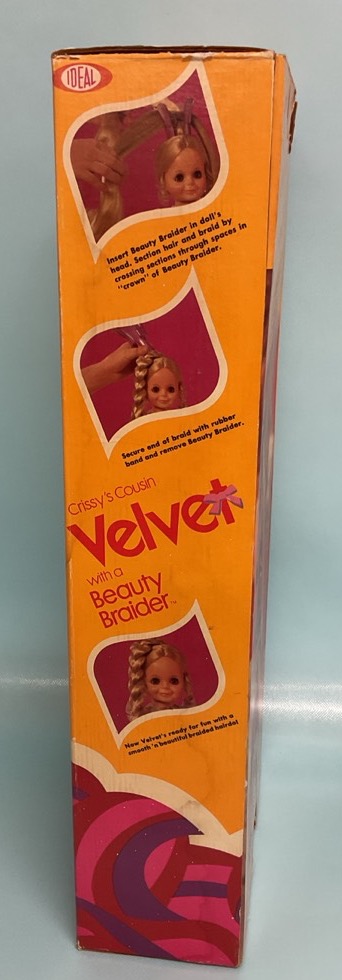 IDEAL
Insert Beauty Braider in doll's
head. Section hair and braid by
crossing sections through spaces in
"crown" of Beauty Braider.
Secure end of braid with rubber
band and remove Beauty Braider.
Crissy's Cousin
Velvet
with a
Beauty
Braider™
Now Velvet's ready for fun with a
smooth 'n beautiful braided hairdo!